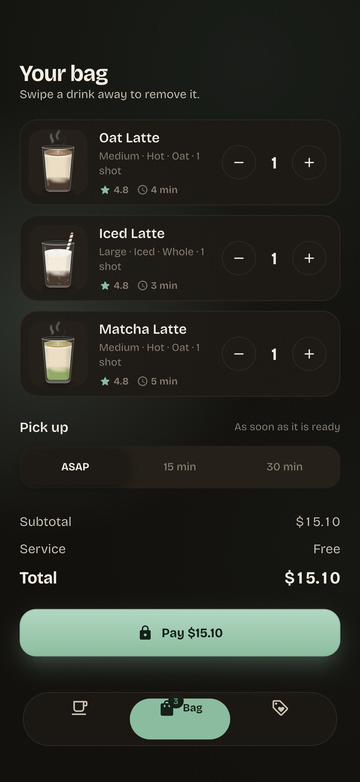 Your bag
Swipe a drink away to remove it.
Oat Latte
Medium · Hot · Oat · 1
shot
4.8 4 min
1
Iced Latte
Large · Iced · Whole · 1
shot
4.8 3 min
1
Matcha Latte
Medium · Hot · Oat · 1
shot
4.8 5 min
1
Pick up As soon as it is ready
ASAP 15 min 30 min
Subtotal $15.10
Service Free
Total $15.10
Pay $15.10
3
Bag